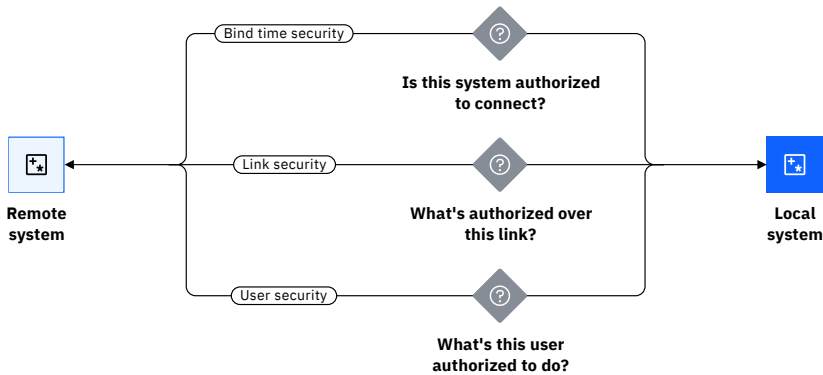 Bind time security
Is this system authorized
to connect?
Link security
Remote
system
What's authorized over
this link?
Local
system
User security
What's this user
authorized to do?